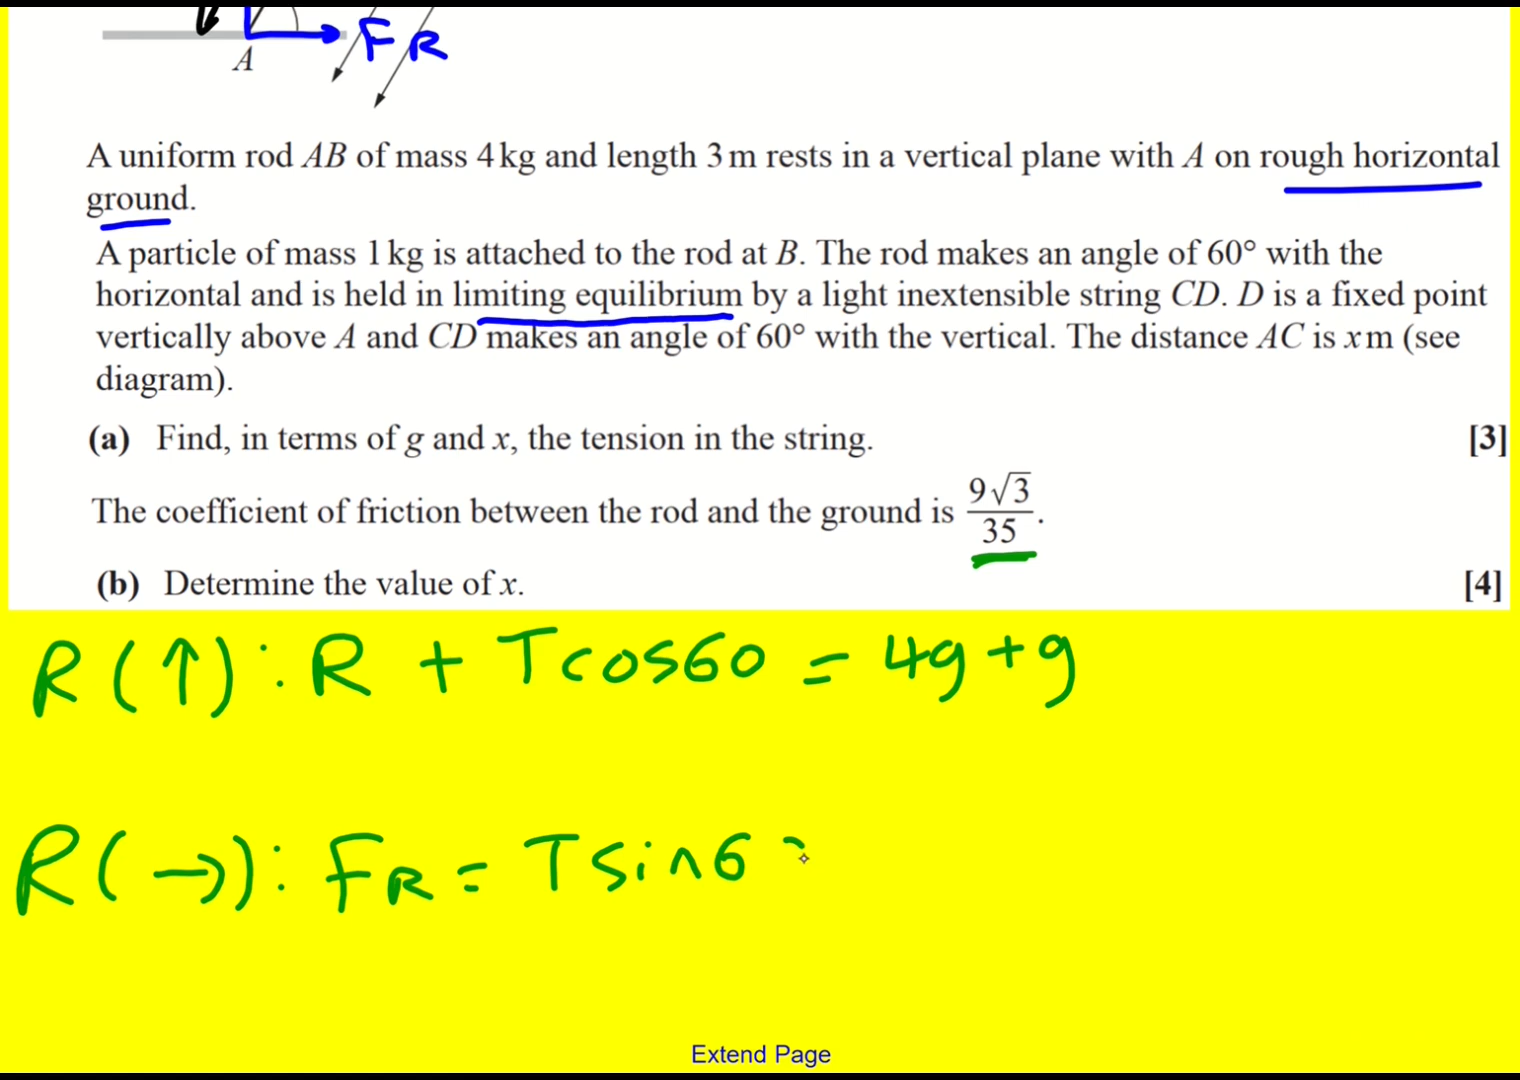 A
FR
A uniform rod AB of mass 4 kg and length 3 m rests in a vertical plane with A on rough horizontal
ground.
A particle of mass 1 kg is attached to the rod at B. The rod makes an angle of 60° with the
horizontal and is held in limiting equilibrium by a light inextensible string CD. D is a fixed point
vertically above A and CD makes an angle of 60° with the vertical. The distance AC is x m (see
diagram).
(a) Find, in terms of g and x, the tension in the string. [3]
The coefficient of friction between the rod and the ground is 9√3/35.
(b) Determine the value of x. [4]
R(↑): R + Tcos60 = 4g+g
R(→): FR = Tsin6
Extend Page